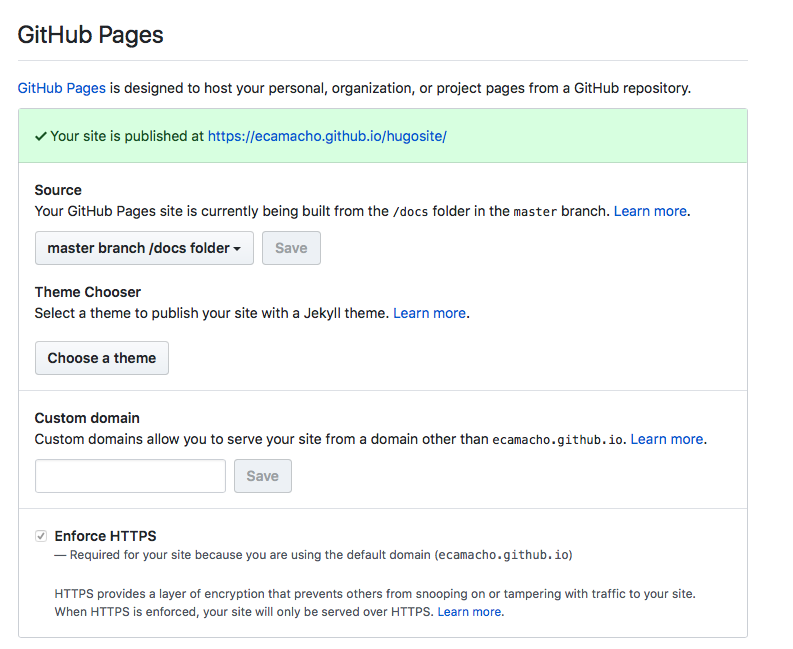 GitHub Pages
GitHub Pages is designed to host your personal, organization, or project pages from a GitHub repository.
✓ Your site is published at https://ecamacho.github.io/hugosite/
Source
Your GitHub Pages site is currently being built from the /docs folder in the master branch. Learn more.
master branch /docs folder
Save
Theme Chooser
Select a theme to publish your site with a Jekyll theme. Learn more.
Choose a theme
Custom domain
Custom domains allow you to serve your site from a domain other than ecamacho.github.io. Learn more.
Save
Enforce HTTPS
— Required for your site because you are using the default domain (ecamacho.github.io)
HTTPS provides a layer of encryption that prevents others from snooping on or tampering with traffic to your site.
When HTTPS is enforced, your site will only be served over HTTPS. Learn more.